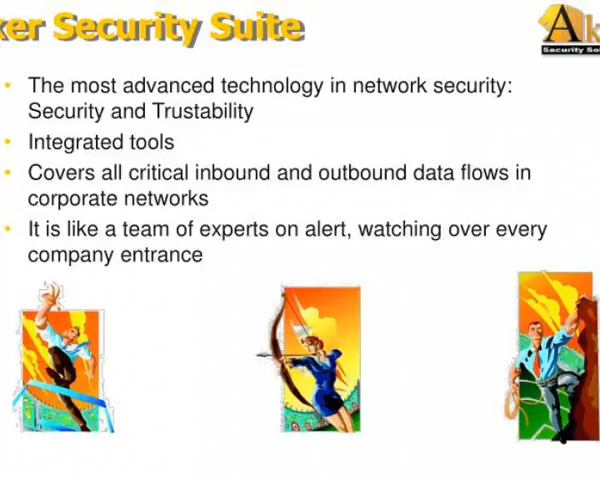 ker Security Suite
Ak
Security Sol
• The most advanced technology in network security:
Security and Trustability
• Integrated tools
• Covers all critical inbound and outbound data flows in
corporate networks
• It is like a team of experts on alert, watching over every
company entrance